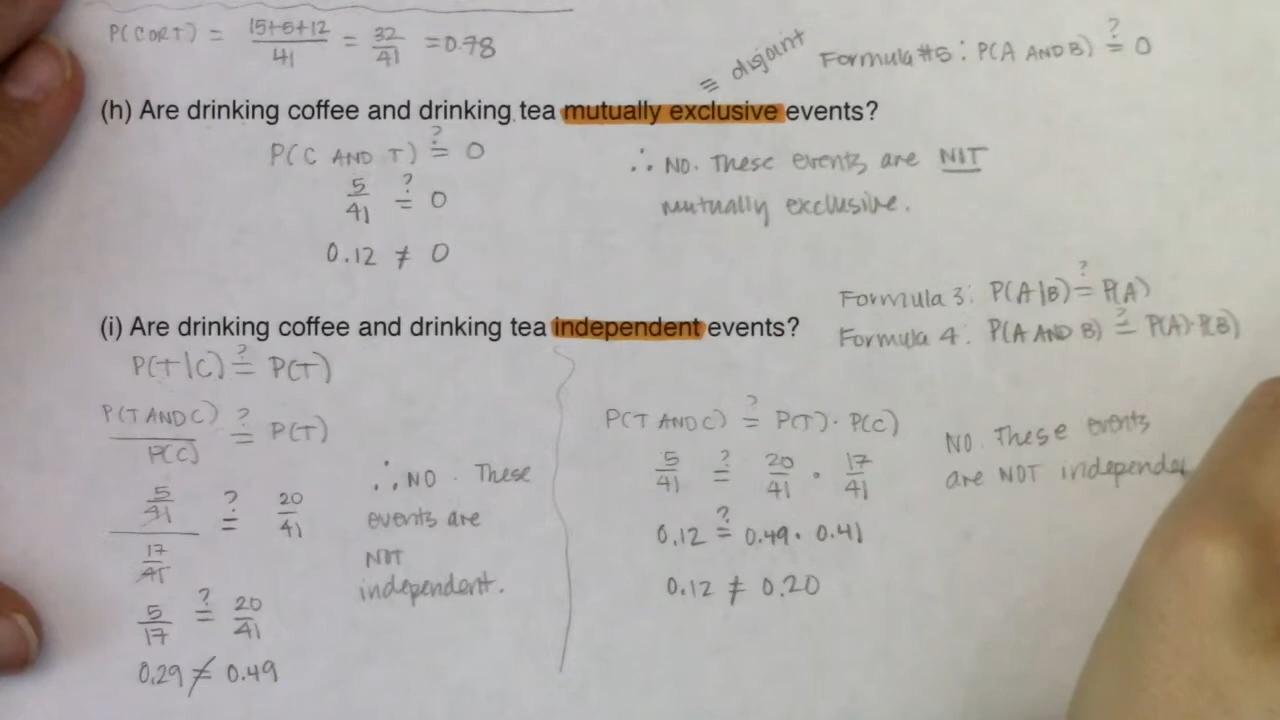 P(C OR T) = 15+5+12/41 = 32/41 = 0.78
= disjoint
Formula #5: P(A AND B) ?= 0
(h) Are drinking coffee and drinking tea mutually exclusive events?
P(C AND T) ?= 0
5/41 ?= 0
0.12 ≠ 0
∴ NO. These events are NOT
mutually exclusive.
Formula 3: P(A|B) ?= P(A)
Formula 4: P(A AND B) ?= P(A)·P(B)
(i) Are drinking coffee and drinking tea independent events?
P(T|C) ?= P(T)
P(T AND C)/P(C) ?= P(T)
5/41 / 17/41 ?= 20/41
5/17 ?= 20/41
0.29 ≠ 0.49
∴ NO. These
events are
NOT
independent.
P(T AND C) ?= P(T)·P(C)
5/41 ?= 20/41 · 17/41
0.12 ?= 0.49 · 0.41
0.12 ≠ 0.20
NO. These events
are NOT independe